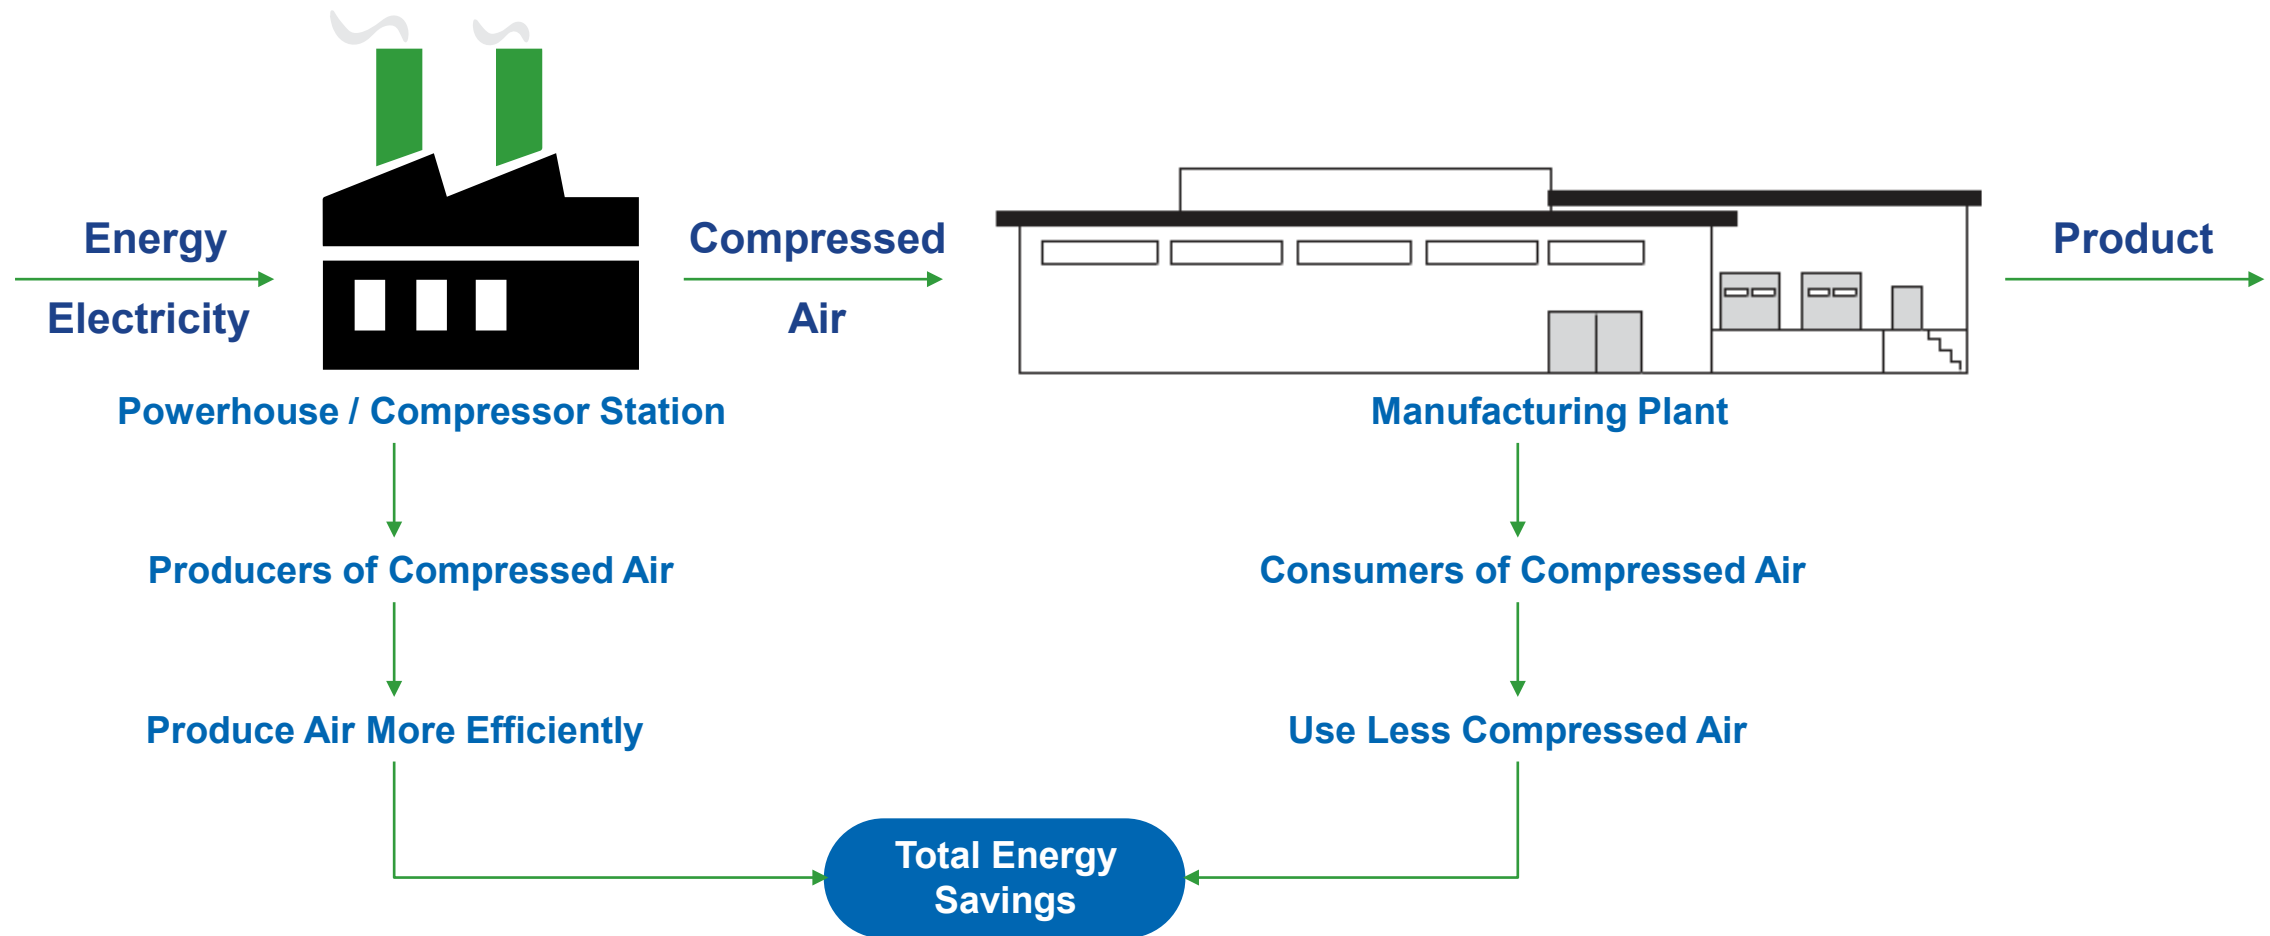 Energy
Electricity
Compressed
Air
Product
Powerhouse / Compressor Station
Manufacturing Plant
Producers of Compressed Air
Consumers of Compressed Air
Produce Air More Efficiently
Use Less Compressed Air
Total Energy
Savings